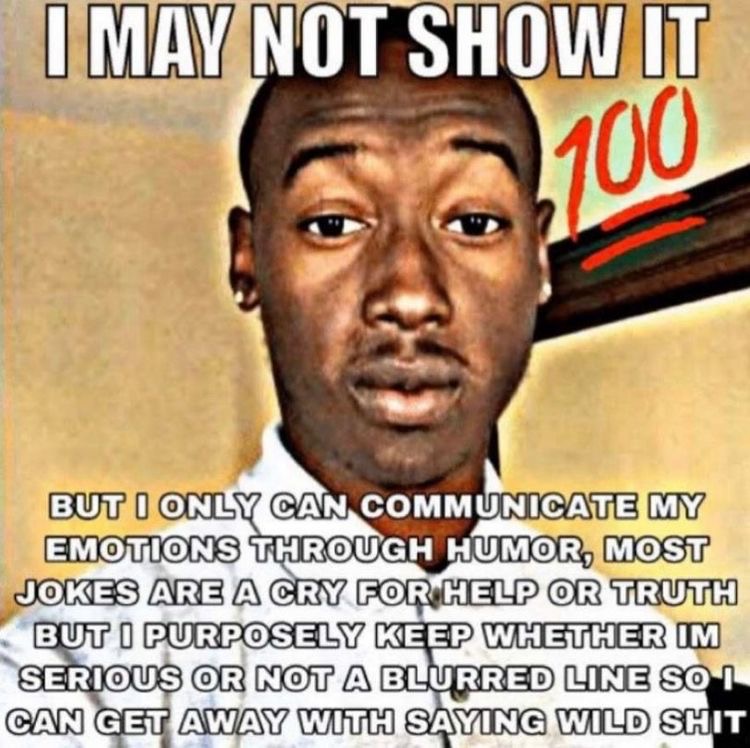 I MAY NOT SHOW IT
100
BUT I ONLY CAN COMMUNICATE MY
EMOTIONS THROUGH HUMOR, MOST
JOKES ARE A CRY FOR HELP OR TRUTH
BUT I PURPOSELY KEEP WHETHER IM
SERIOUS OR NOT A BLURRED LINE SO I
CAN GET AWAY WITH SAYING WILD SHIT